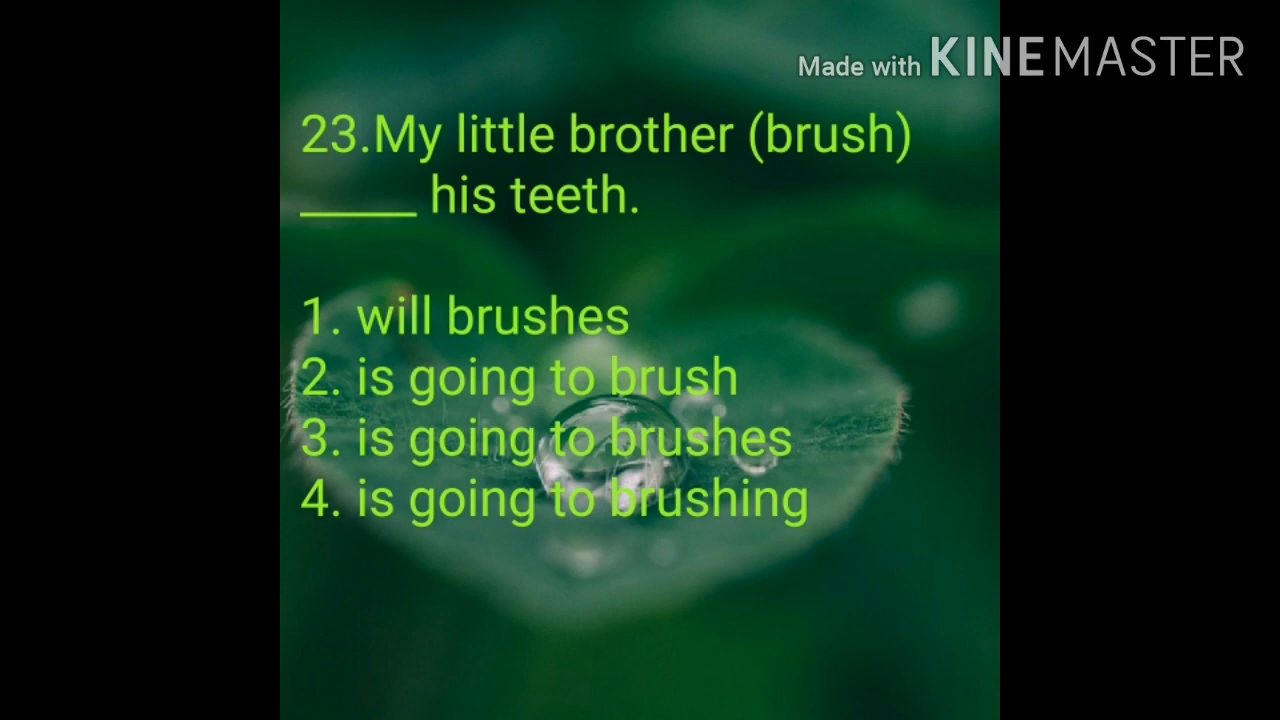 Made with KINEMASTER
23.My little brother (brush)
_____ his teeth.
1. will brushes
2. is going to brush
3. is going to brushes
4. is going to brushing